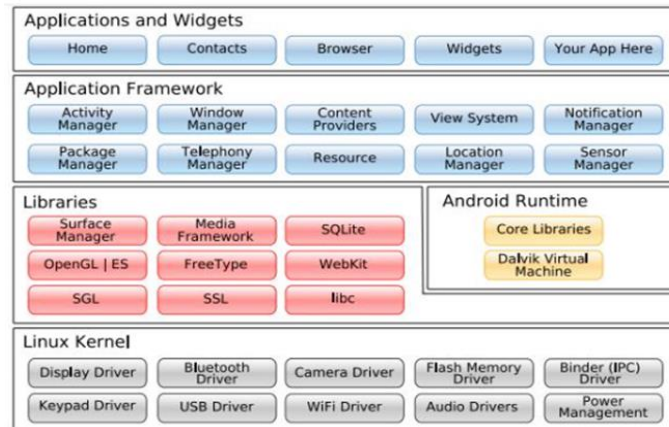 Applications and Widgets
Home
Contacts
Browser
Widgets
Your App Here
Application Framework
Activity
Manager
Window
Manager
Content
Providers
View System
Notification
Manager
Package
Manager
Telephony
Manager
Resource
Location
Manager
Sensor
Manager
Libraries
Surface
Manager
Media
Framework
SQLite
OpenGL | ES
FreeType
WebKit
SGL
SSL
libc
Android Runtime
Core Libraries
Dalvik Virtual
Machine
Linux Kernel
Display Driver
Bluetooth
Driver
Camera Driver
Flash Memory
Driver
Binder (IPC)
Driver
Keypad Driver
USB Driver
WiFi Driver
Audio Drivers
Power
Management